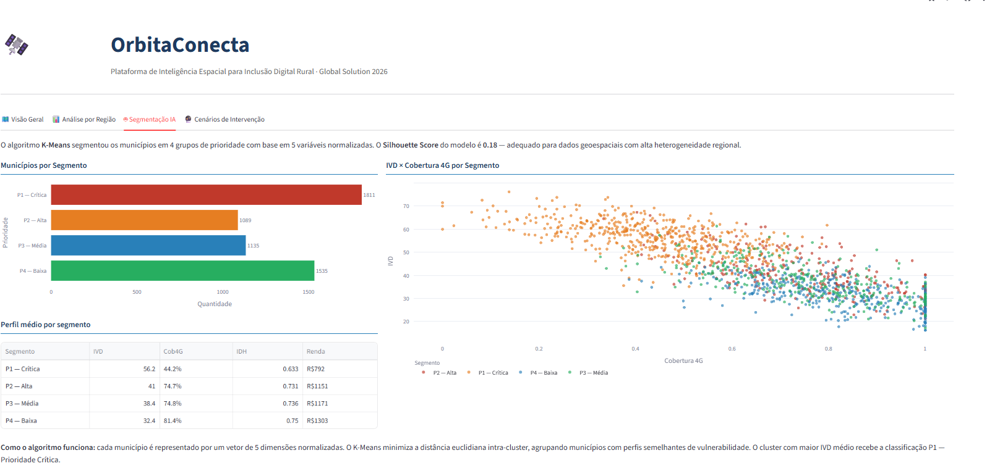 OrbitaConecta
Plataforma de Inteligência Espacial para Inclusão Digital Rural · Global Solution 2026
Visão Geral
Análise por Região
Segmentação IA
Cenários de Intervenção
O algoritmo K-Means segmentou os municípios em 4 grupos de prioridade com base em 5 variáveis normalizadas. O Silhouette Score do modelo é 0.18 — adequado para dados geoespaciais com alta heterogeneidade regional.
Municípios por Segmento
Prioridade
P1 — Crítica
1811
P2 — Alta
1089
P3 — Média
1135
P4 — Baixa
1535
0 500 1000 1500
Quantidade
Perfil médio por segmento
Segmento IVD Cob4G IDH Renda
P1 — Crítica 56.2 44.2% 0.633 R$792
P2 — Alta 41 74.7% 0.731 R$1151
P3 — Média 38.4 74.8% 0.736 R$1171
P4 — Baixa 32.4 81.4% 0.75 R$1303
IVD × Cobertura 4G por Segmento
IVD
70
60
50
40
30
20
0 0.2 0.4 0.6 0.8 1
Cobertura 4G
Segmento
P2 — Alta P1 — Crítica P4 — Baixa P3 — Média
Como o algoritmo funciona: cada município é representado por um vetor de 5 dimensões normalizadas. O K-Means minimiza a distância euclidiana intra-cluster, agrupando municípios com perfis semelhantes de vulnerabilidade. O cluster com maior IVD médio recebe a classificação P1 —
Prioridade Crítica.